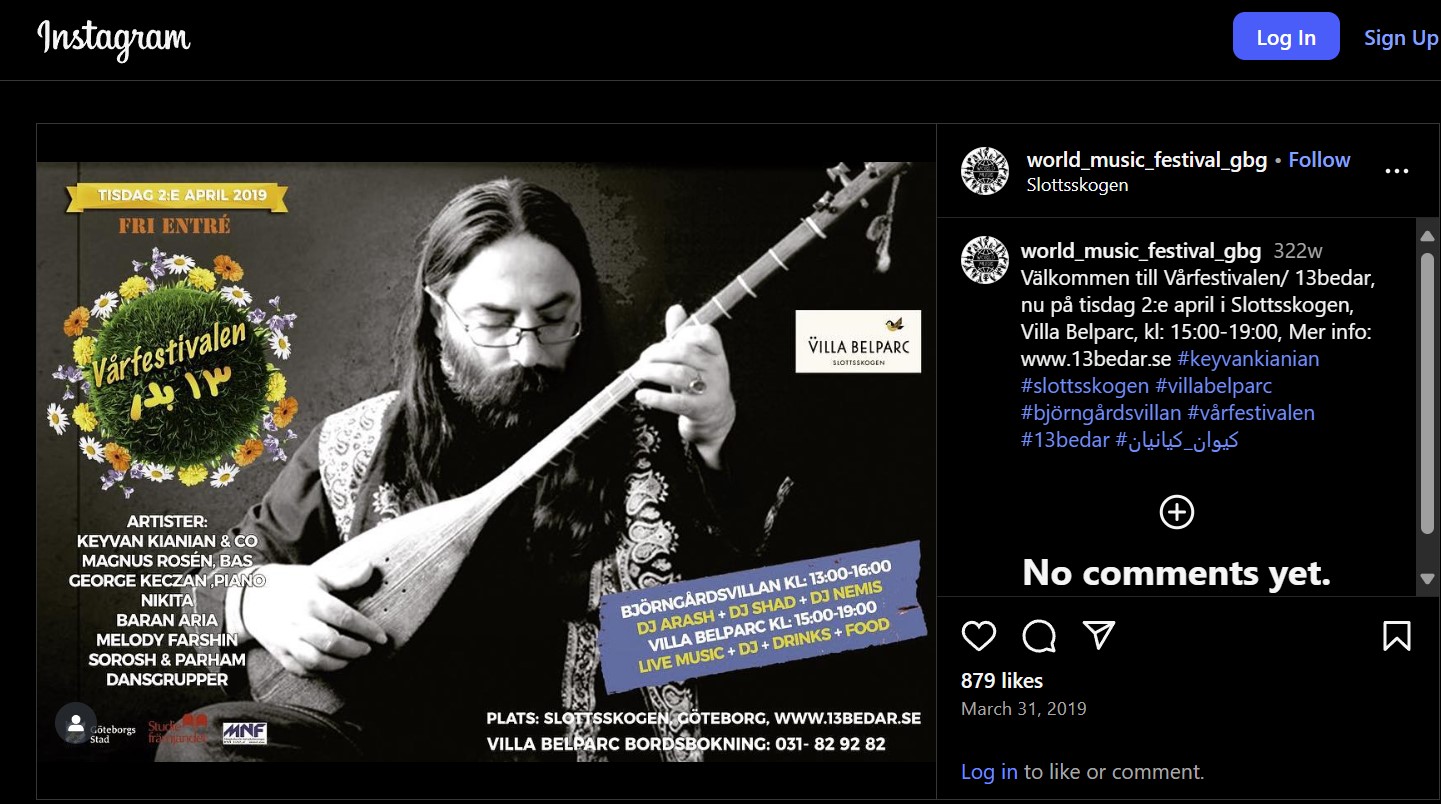 Instagram
Log In
Sign Up
TISDAG 2:E APRIL 2019
FRI ENTRÉ
Vårfestivalen
۱۳ بدر
ARTISTER:
KEYVAN KIANIAN & CO
MAGNUS ROSÉN, BAS
GEORGE KECZAN ,PIANO
NIKITA
BARAN ARIA
MELODY FARSHIN
SOROSH & PARHAM
DANSGRUPPER
Göteborgs
Stad
Studie
främjandet
MNF
VILLA BELPARC
SLOTTSSKOGEN
BJÖRNGÅRDSVILLAN KL: 13:00-16:00
DJ ARASH + DJ SHAD + DJ NEMIS
VILLA BELPARC KL: 15:00-19:00
LIVE MUSIC + DJ + DRINKS + FOOD
PLATS: SLOTTSSKOGEN, GÖTEBORG, WWW.13BEDAR.SE
VILLA BELPARC BORDSBOKNING: 031- 82 92 82
world_music_festival_gbg • Follow
Slottsskogen
world_music_festival_gbg 322w
Välkommen till Vårfestivalen/ 13bedar,
nu på tisdag 2:e april i Slottsskogen,
Villa Belparc, kl: 15:00-19:00, Mer info:
www.13bedar.se #keyvankianian
#slottsskogen #villabelparc
#björngårdsvillan #vårfestivalen
#13bedar #کیوان_کیانیان
No comments yet.
879 likes
March 31, 2019
Log in to like or comment.